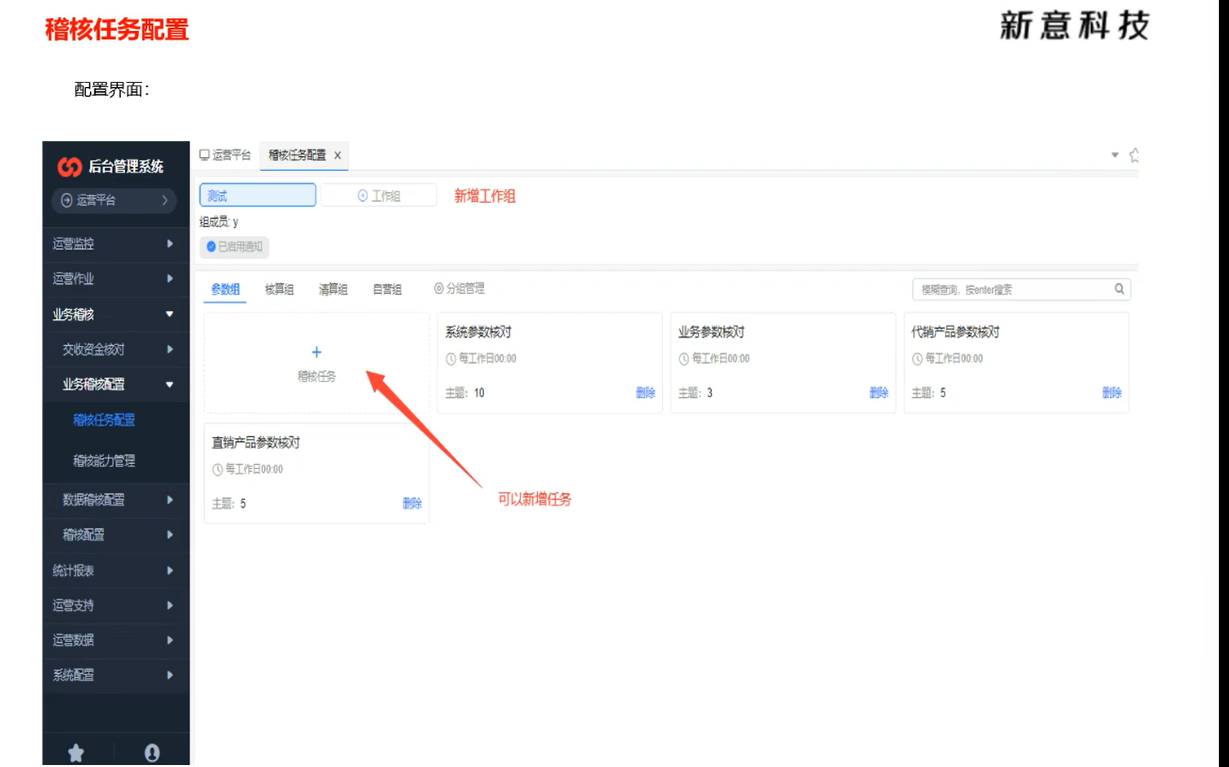 稽核任务配置
新意科技
配置界面：
后台管理系统
运营平台
运营监控
运营作业
业务稽核
交收资金核对
业务稽核配置
稽核任务配置
稽核能力管理
数据稽核配置
稽核配置
统计报表
运营支持
运营数据
系统配置
运营平台 稽核任务配置 X
测试 工作组 新增工作组
组成员: y
已启用通知
参数组 核算组 清算组 自营组 分组管理
模糊查询，按enter搜索
+
稽核任务
系统参数核对
每工作日00:00
主题: 10 删除
业务参数核对
每工作日00:00
主题: 3 删除
代销产品参数核对
每工作日00:00
主题: 5 删除
直销产品参数核对
每工作日00:00
主题: 5 删除
可以新增任务